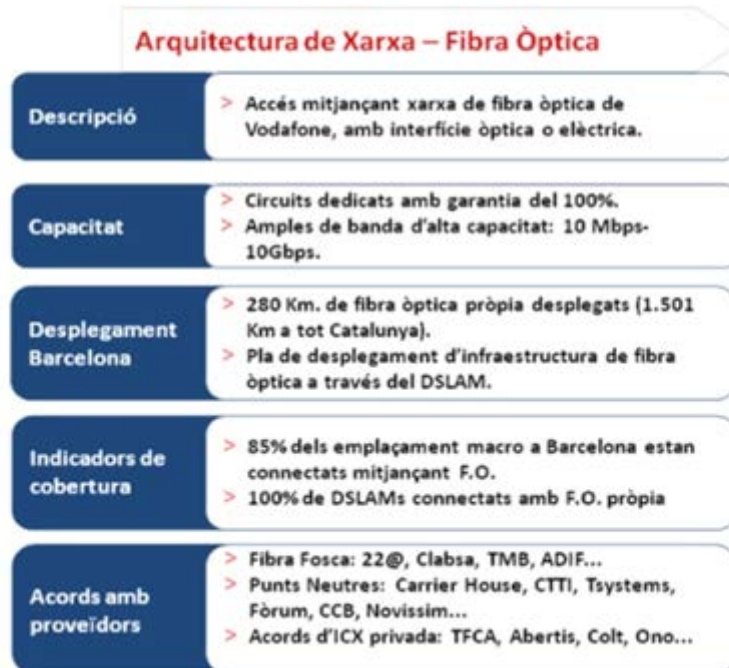 Arquitectura de Xarxa – Fibra Òptica
Descripció
> Accés mitjançant xarxa de fibra òptica de
Vodafone, amb interfície òptica o elèctrica.
Capacitat
> Circuits dedicats amb garantia del 100%.
> Amples de banda d'alta capacitat: 10 Mbps-
10Gbps.
Desplegament
Barcelona
> 280 Km. de fibra òptica pròpia desplegats (1.501
Km a tot Catalunya).
> Pla de desplegament d'infraestructura de fibra
òptica a través del DSLAM.
Indicadors de
cobertura
> 85% dels emplaçament macro a Barcelona estan
connectats mitjançant F.O.
> 100% de DSLAMs connectats amb F.O. pròpia
Acords amb
proveïdors
> Fibra Fosca: 22@, Clabsa, TMB, ADIF...
> Punts Neutres: Carrier House, CTTI, Tsystems,
Fòrum, CCB, Novissim...
> Acords d'ICX privada: TFCA, Abertis, Colt, Ono...